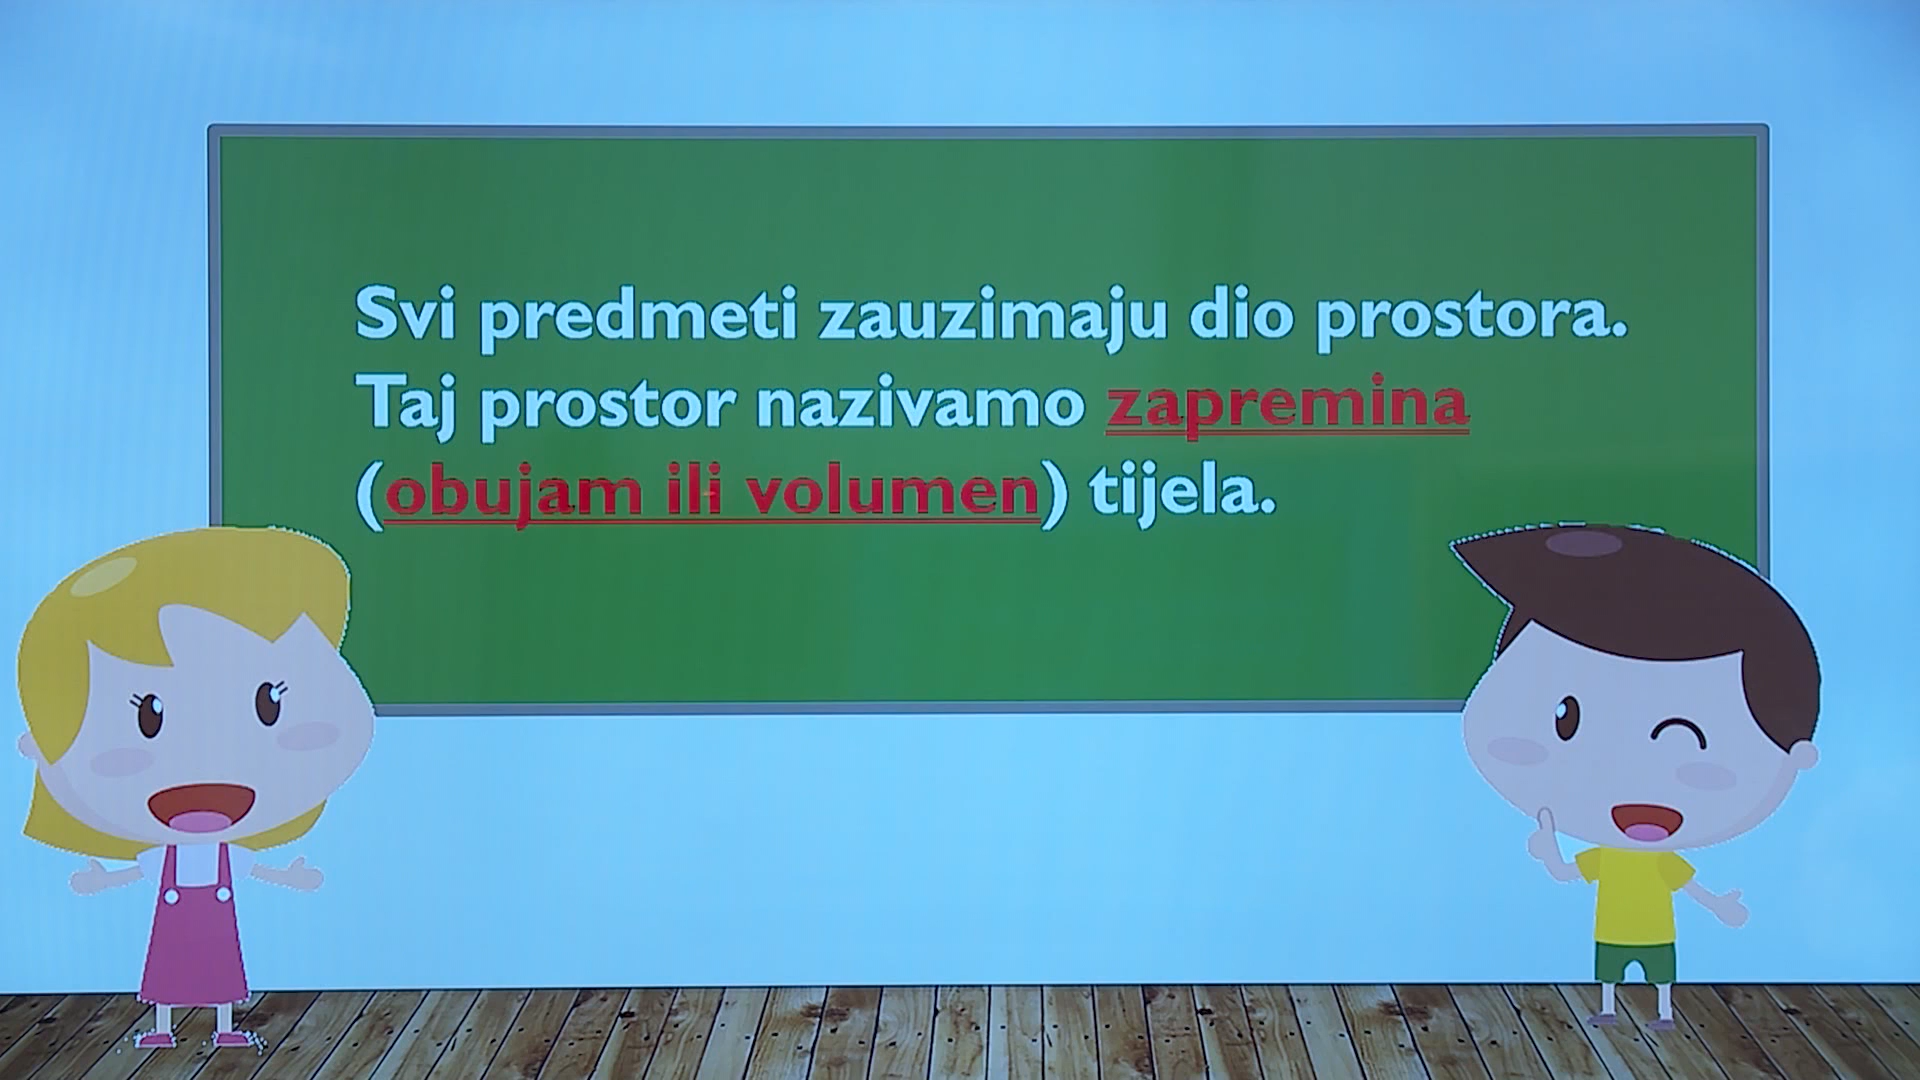 Svi predmeti zauzimaju dio prostora.
Taj prostor nazivamo zapremina
(obujam ili volumen) tijela.